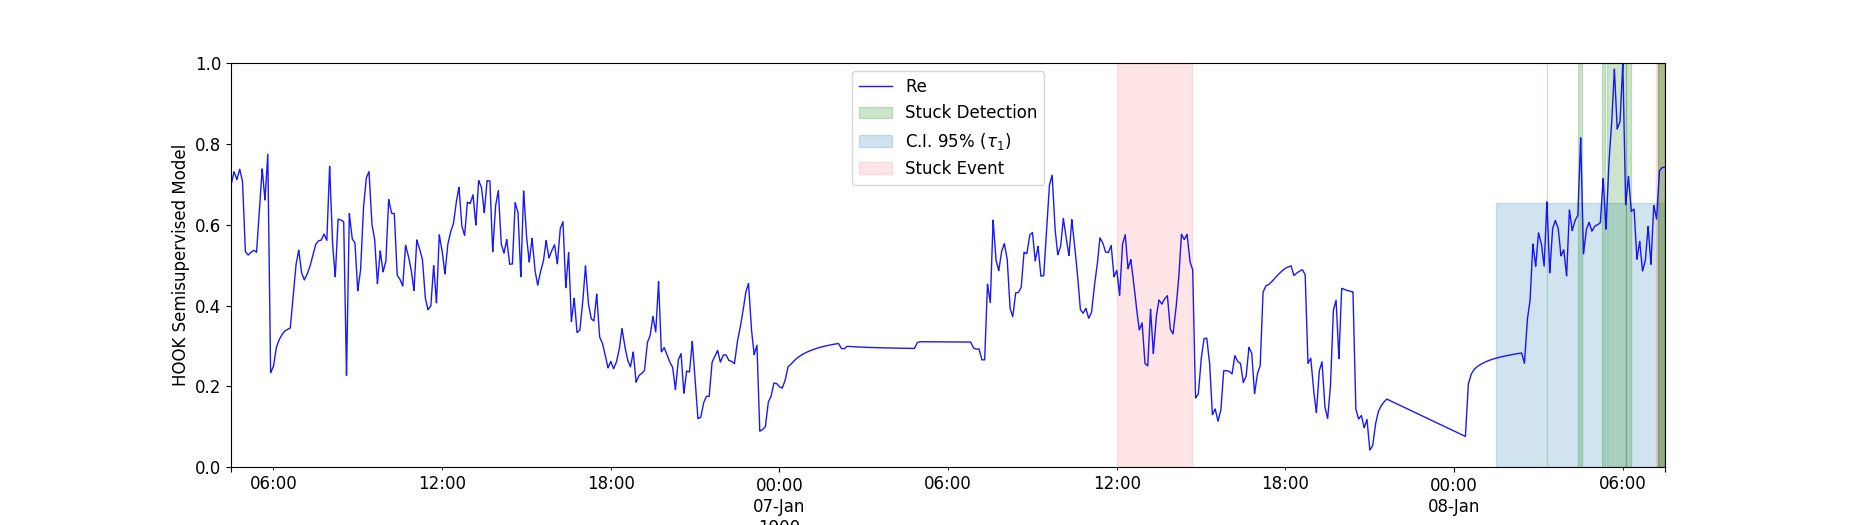 HOOK Semisupervised Model
1.0
0.8
0.6
0.4
0.2
0.0
Re
Stuck Detection
C.I. 95% (τ₁)
Stuck Event
06:00 12:00 18:00 00:00 06:00 12:00 18:00 00:00 06:00
07-Jan 08-Jan
1900